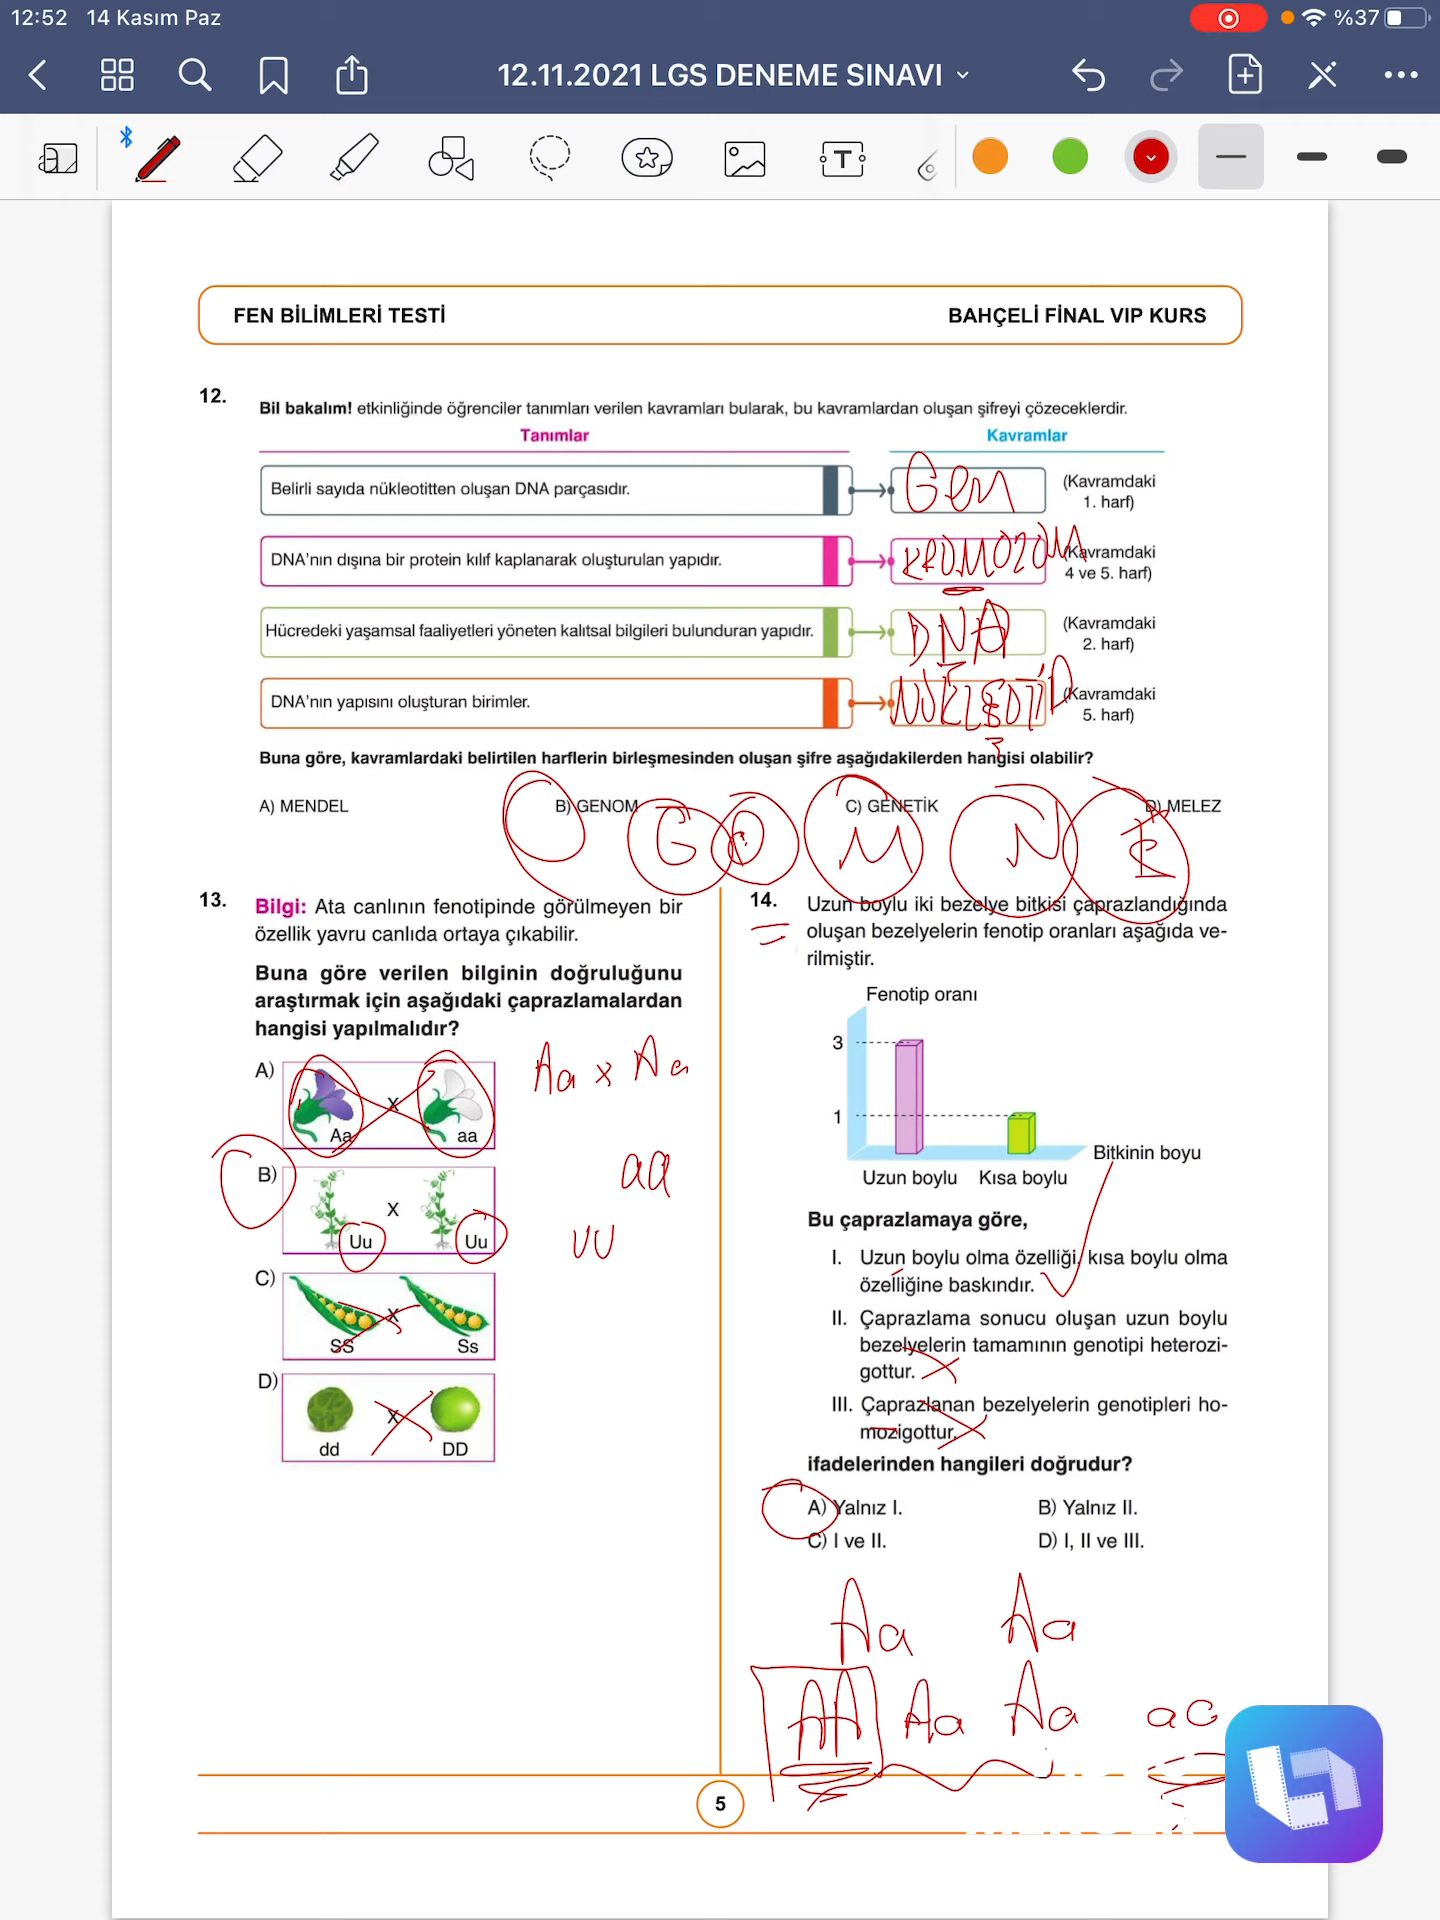 12:52 14 Kasım Paz %37
12.11.2021 LGS DENEME SINAVI
FEN BİLİMLERİ TESTİ BAHÇELİ FİNAL VIP KURS
12. Bil bakalım! etkinliğinde öğrenciler tanımları verilen kavramları bularak, bu kavramlardan oluşan şifreyi çözeceklerdir.
Tanımlar Kavramlar
Belirli sayıda nükleotitten oluşan DNA parçasıdır. Gen (Kavramdaki
1. harf)
DNA'nın dışına bir protein kılıf kaplanarak oluşturulan yapıdır. KROMOZOM (Kavramdaki
4 ve 5. harf)
Hücredeki yaşamsal faaliyetleri yöneten kalıtsal bilgileri bulunduran yapıdır. DNA (Kavramdaki
2. harf)
DNA'nın yapısını oluşturan birimler. NÜKLEOTİD (Kavramdaki
5. harf)
Buna göre, kavramlardaki belirtilen harflerin birleşmesinden oluşan şifre aşağıdakilerden hangisi olabilir?
A) MENDEL B) GENOM C) GENETİK D) MELEZ
G O M N E
13. Bilgi: Ata canlının fenotipinde görülmeyen bir
özellik yavru canlıda ortaya çıkabilir.
Buna göre verilen bilginin doğruluğunu
araştırmak için aşağıdaki çaprazlamalardan
hangisi yapılmalıdır?
A) Aa X aa
Aa x Aa
aa
B) Uu X Uu
UU
C) SS X Ss
D) dd X DD
14. Uzun boylu iki bezelye bitkisi çaprazlandığında
oluşan bezelyelerin fenotip oranları aşağıda ve-
rilmiştir.
Fenotip oranı
3
1
Bitkinin boyu
Uzun boylu Kısa boylu
Bu çaprazlamaya göre,
I. Uzun boylu olma özelliği, kısa boylu olma
özelliğine baskındır.
II. Çaprazlama sonucu oluşan uzun boylu
bezelyelerin tamamının genotipi heterozi-
gottur.
III. Çaprazlanan bezelyelerin genotipleri ho-
mozigottur.
ifadelerinden hangileri doğrudur?
A) Yalnız I. B) Yalnız II.
C) I ve II. D) I, II ve III.
Aa Aa
AA Aa Aa aa
5